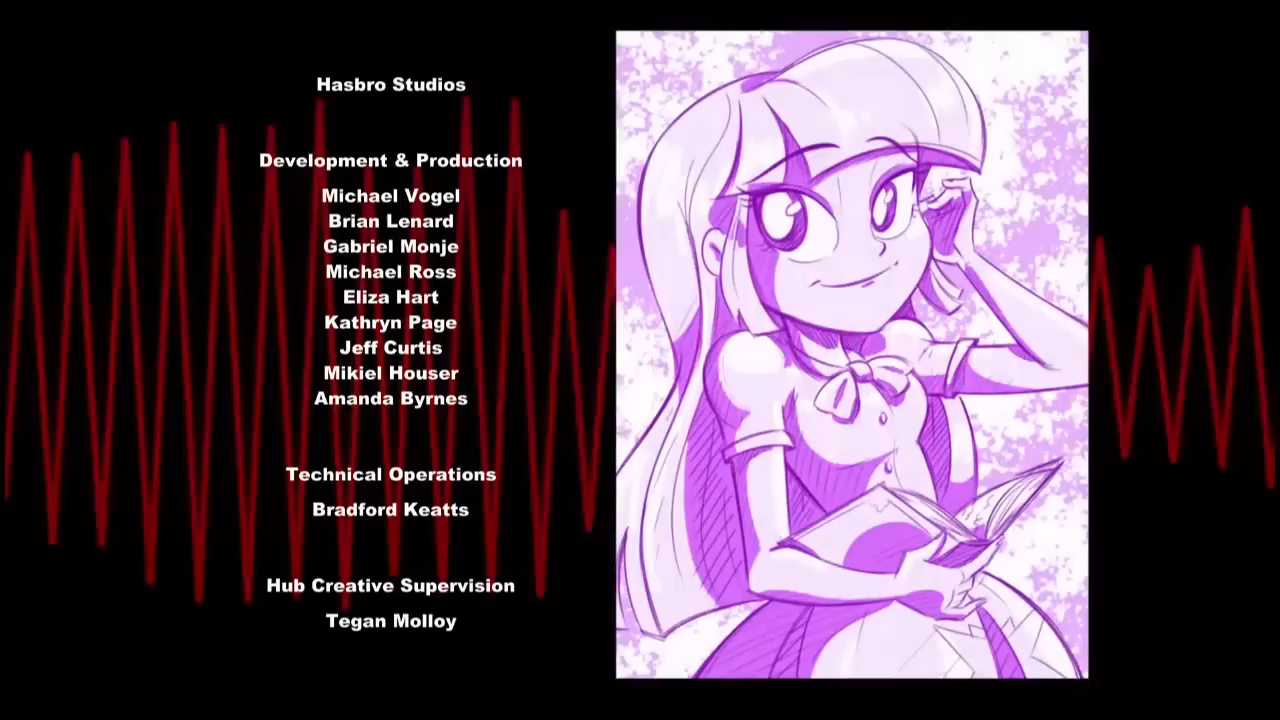 Hasbro Studios
Development & Production
Michael Vogel
Brian Lenard
Gabriel Monje
Michael Ross
Eliza Hart
Kathryn Page
Jeff Curtis
Mikiel Houser
Amanda Byrnes
Technical Operations
Bradford Keatts
Hub Creative Supervision
Tegan Molloy